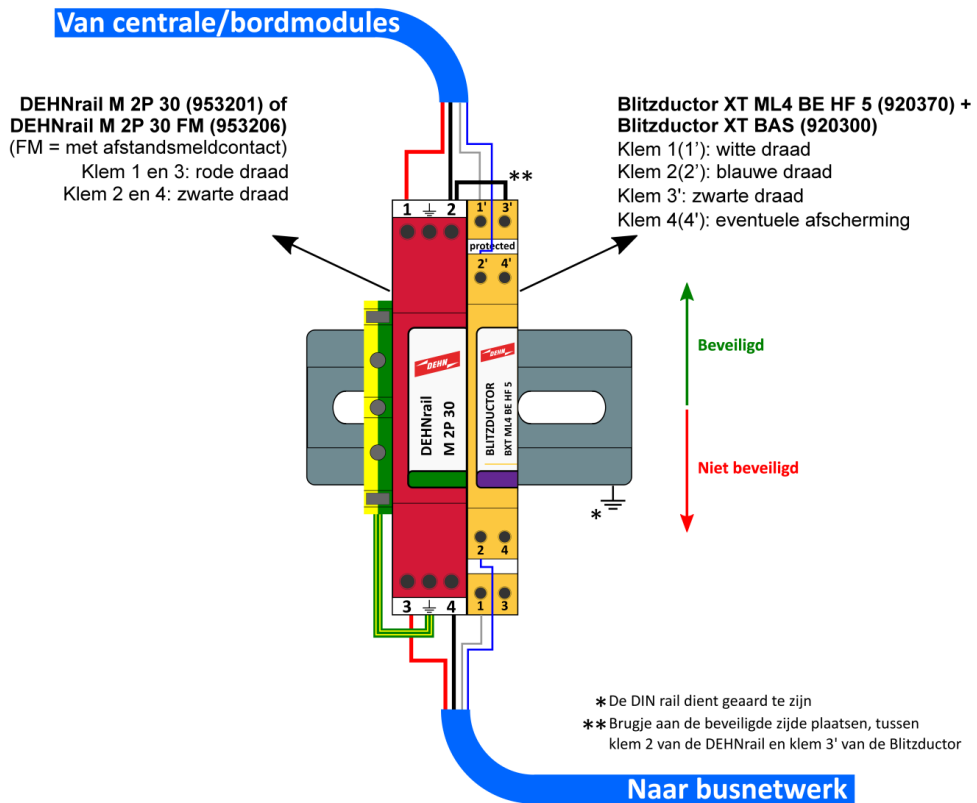 Van centrale/bordmodules
DEHNrail M 2P 30 (953201) of
DEHNrail M 2P 30 FM (953206)
(FM = met afstandsmeldcontact)
Klem 1 en 3: rode draad
Klem 2 en 4: zwarte draad
Blitzductor XT ML4 BE HF 5 (920370) +
Blitzductor XT BAS (920300)
Klem 1(1'): witte draad
Klem 2(2'): blauwe draad
Klem 3': zwarte draad
Klem 4(4'): eventuele afscherming
**
1 2 1' 3'
protected
2' 4'
Beveiligd
DEHN
DEHN
DEHNrail
M 2P 30
BLITZDUCTOR
BXT ML4 BE HF 5
Niet beveiligd
*
2 4
3 4 1 3
* De DIN rail dient geaard te zijn
** Brugje aan de beveiligde zijde plaatsen, tussen
klem 2 van de DEHNrail en klem 3' van de Blitzductor
Naar busnetwerk